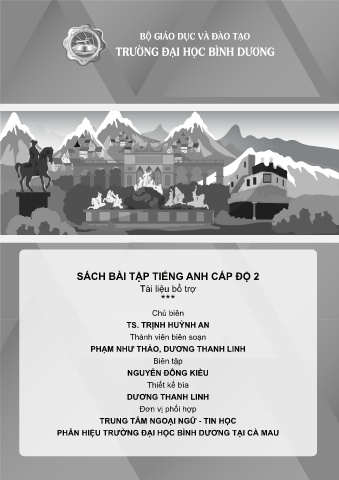 BỘ GIÁO DỤC VÀ ĐÀO TẠO
TRƯỜNG ĐẠI HỌC BÌNH DƯƠNG
SÁCH BÀI TẬP TIẾNG ANH CẤP ĐỘ 2
Tài liệu bổ trợ
***
Chủ biên
TS. TRỊNH HUỲNH AN
Thành viên biên soạn
PHẠM NHƯ THẢO, DƯƠNG THANH LINH
Biên tập
NGUYỄN ĐÔNG KIỀU
Thiết kế bìa
DƯƠNG THANH LINH
Đơn vị phối hợp
TRUNG TÂM NGOẠI NGỮ - TIN HỌC
PHÂN HIỆU TRƯỜNG ĐẠI HỌC BÌNH DƯƠNG TẠI CÀ MAU